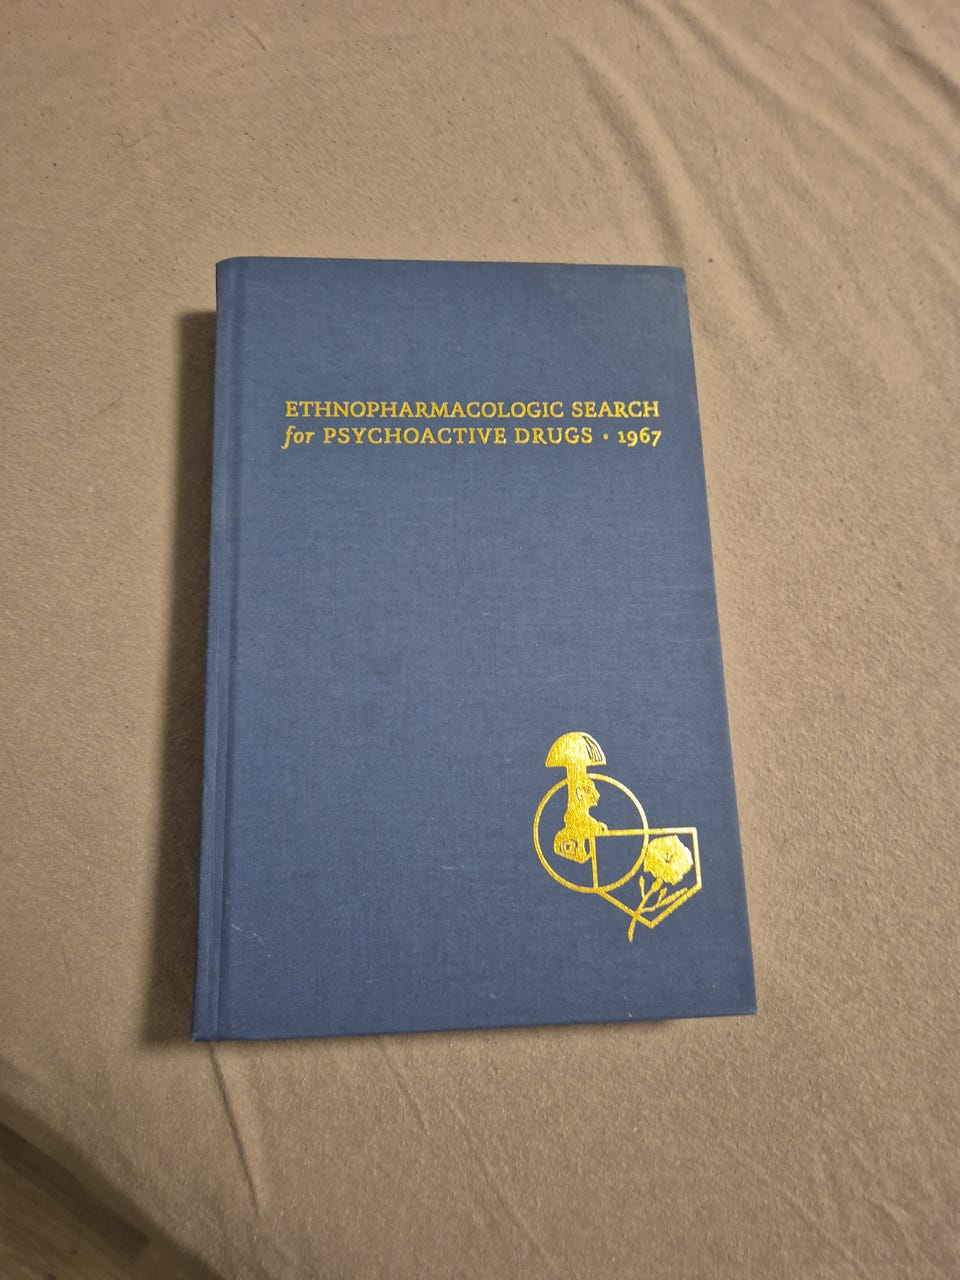 ETHNOPHARMACOLOGIC SEARCH
for PSYCHOACTIVE DRUGS · 1967